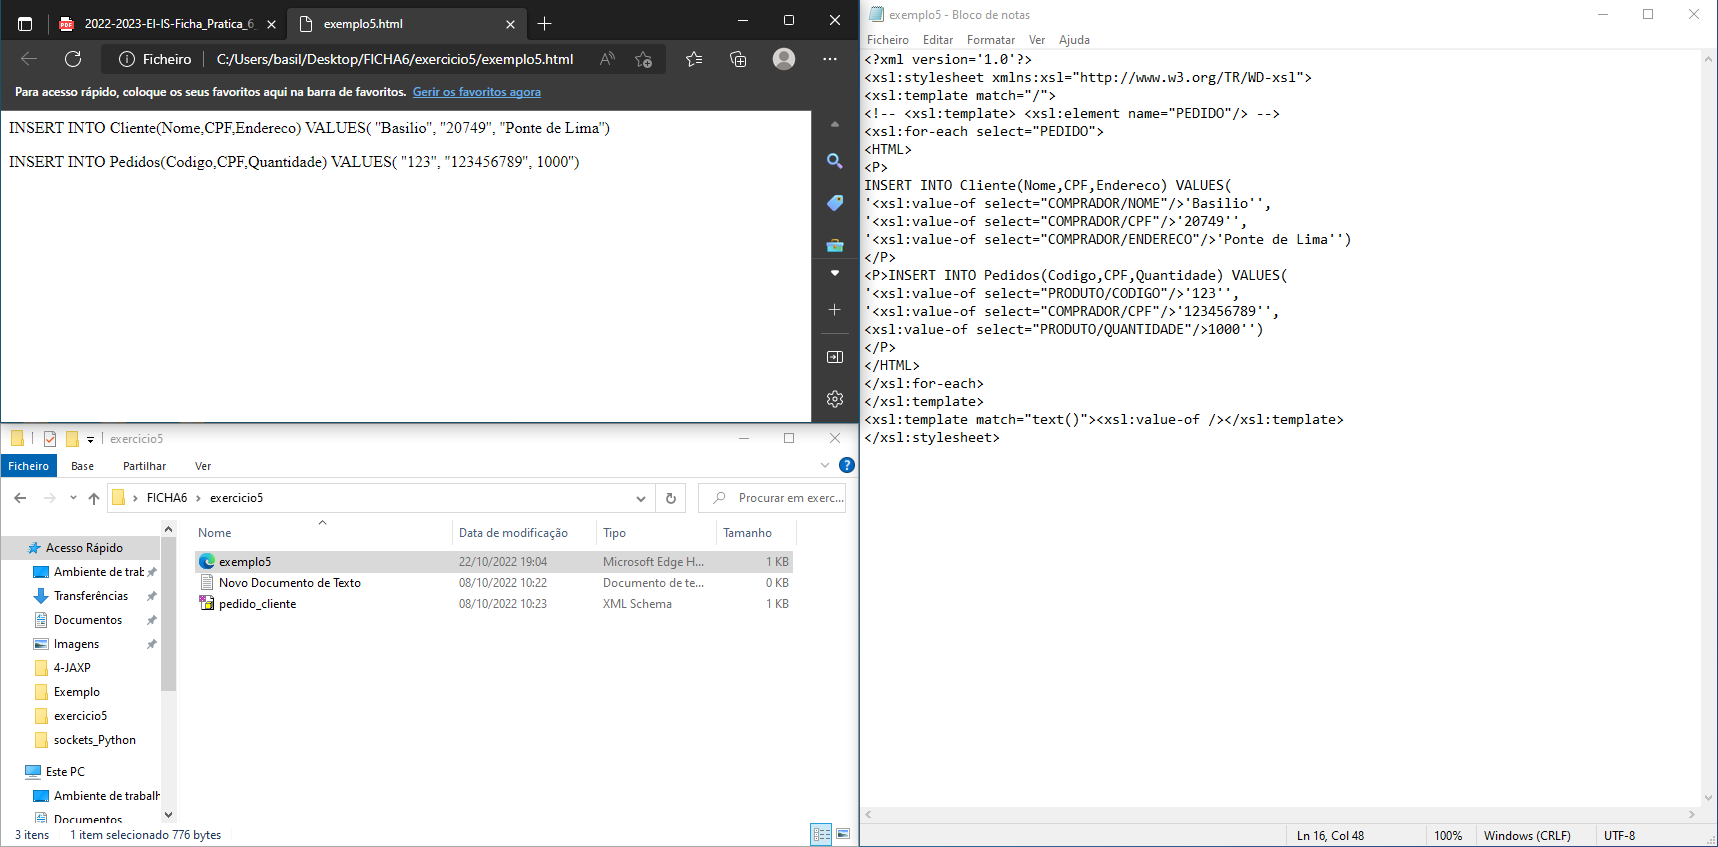 2022-2023-EI-IS-Ficha_Pratica_6_
exemplo5.html
Ficheiro
C:/Users/basil/Desktop/FICHA6/exercicio5/exemplo5.html
Para acesso rápido, coloque os seus favoritos aqui na barra de favoritos. Gerir os favoritos agora
INSERT INTO Cliente(Nome,CPF,Endereco) VALUES( "Basilio", "20749", "Ponte de Lima")
INSERT INTO Pedidos(Codigo,CPF,Quantidade) VALUES( "123", "123456789", 1000")
exercicio5
Ficheiro Base Partilhar Ver
FICHA6 > exercicio5
Procurar em exerc...
Nome Data de modificação Tipo Tamanho
Acesso Rápido
Ambiente de trab
Transferências
Documentos
Imagens
4-JAXP
Exemplo
exercicio5
sockets_Python
Este PC
Ambiente de trabalh
Documentos
exemplo5 22/10/2022 19:04 Microsoft Edge H... 1 KB
Novo Documento de Texto 08/10/2022 10:22 Documento de te... 0 KB
pedido_cliente 08/10/2022 10:23 XML Schema 1 KB
3 itens 1 item selecionado 776 bytes
exemplo5 - Bloco de notas
Ficheiro Editar Formatar Ver Ajuda
<?xml version='1.0'?>
<xsl:stylesheet xmlns:xsl="http://www.w3.org/TR/WD-xsl">
<xsl:template match="/">
<!-- <xsl:template> <xsl:element name="PEDIDO"/> -->
<xsl:for-each select="PEDIDO">
<HTML>
<P>
INSERT INTO Cliente(Nome,CPF,Endereco) VALUES(
'<xsl:value-of select="COMPRADOR/NOME"/>'Basilio'',
'<xsl:value-of select="COMPRADOR/CPF"/>'20749'',
'<xsl:value-of select="COMPRADOR/ENDERECO"/>'Ponte de Lima'')
</P>
<P>INSERT INTO Pedidos(Codigo,CPF,Quantidade) VALUES(
'<xsl:value-of select="PRODUTO/CODIGO"/>'123'',
'<xsl:value-of select="COMPRADOR/CPF"/>'123456789'',
<xsl:value-of select="PRODUTO/QUANTIDADE"/>1000'')
</P>
</HTML>
</xsl:for-each>
</xsl:template>
<xsl:template match="text()"><xsl:value-of /></xsl:template>
</xsl:stylesheet>
Ln 16, Col 48 100% Windows (CRLF) UTF-8